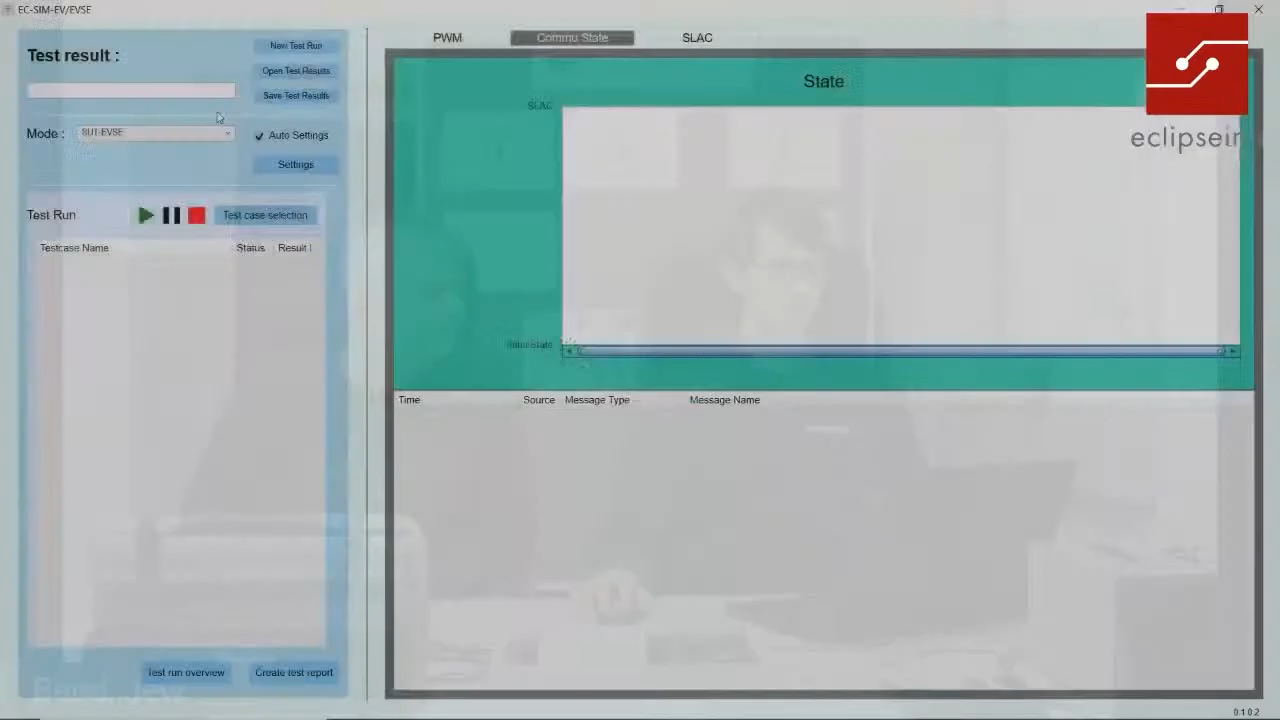 EC-SIM-EV/EVSE
Test result :
New Test Run
Open Test Results
Save Test Results
Mode :
SUT-EVSE
Auto Settings
Settings
Test Run
Test case selection
Testcase Name
Status
Result
Test run overview
Create test report
PWM
Commu State
SLAC
State
SLAC
Time
Source
Message Type
Message Name
0.1.0.2